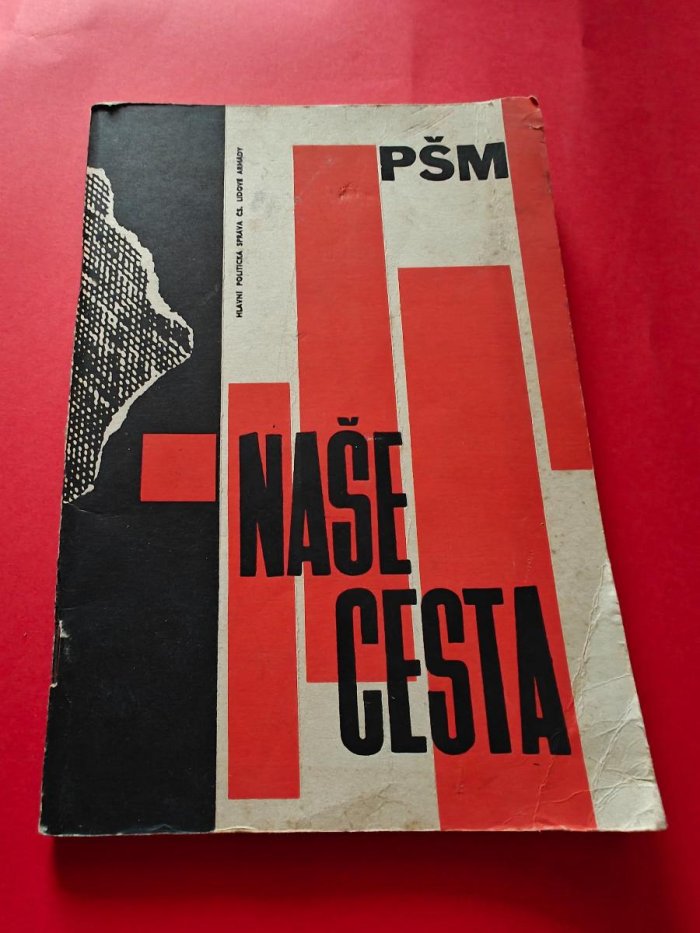 HLAVNÍ POLITICKÁ SPRÁVA ČS. LIDOVÉ ARMÁDY
PŠM
NAŠE
CESTA